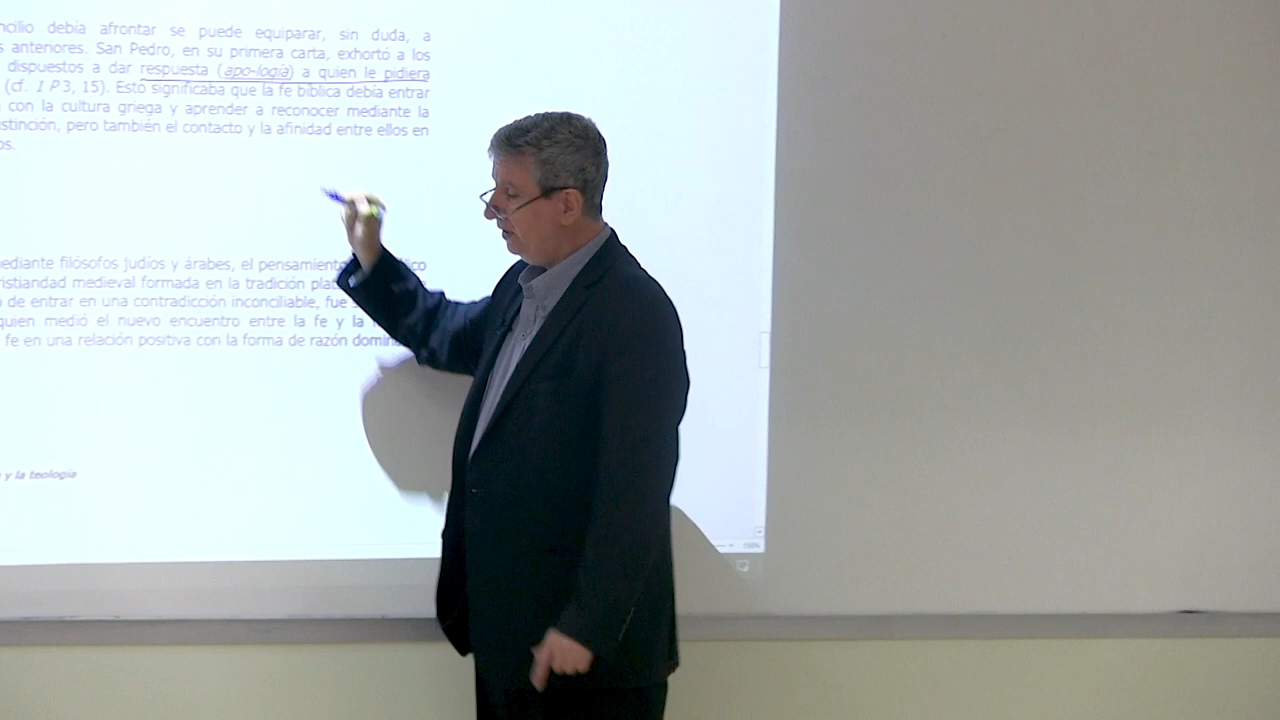 ncilio debía afrontar se puede equiparar, sin duda, a
s anteriores. San Pedro, en su primera carta, exhortó a los
dispuestos a dar respuesta (apo-logía) a quien le pidiera
(cf. 1 P 3, 15). Esto significaba que la fe bíblica debía entrar
con la cultura griega y aprender a reconocer mediante la
stinción, pero también el contacto y la afinidad entre ellos en
os.
ediante filósofos judíos y árabes, el pensamiento
ristiandad medieval formada en la tradición
o de entrar en una contradicción inconciliable, fue
quien medió el nuevo encuentro entre la fe y la
fe en una relación positiva con la forma de razón
y la teología